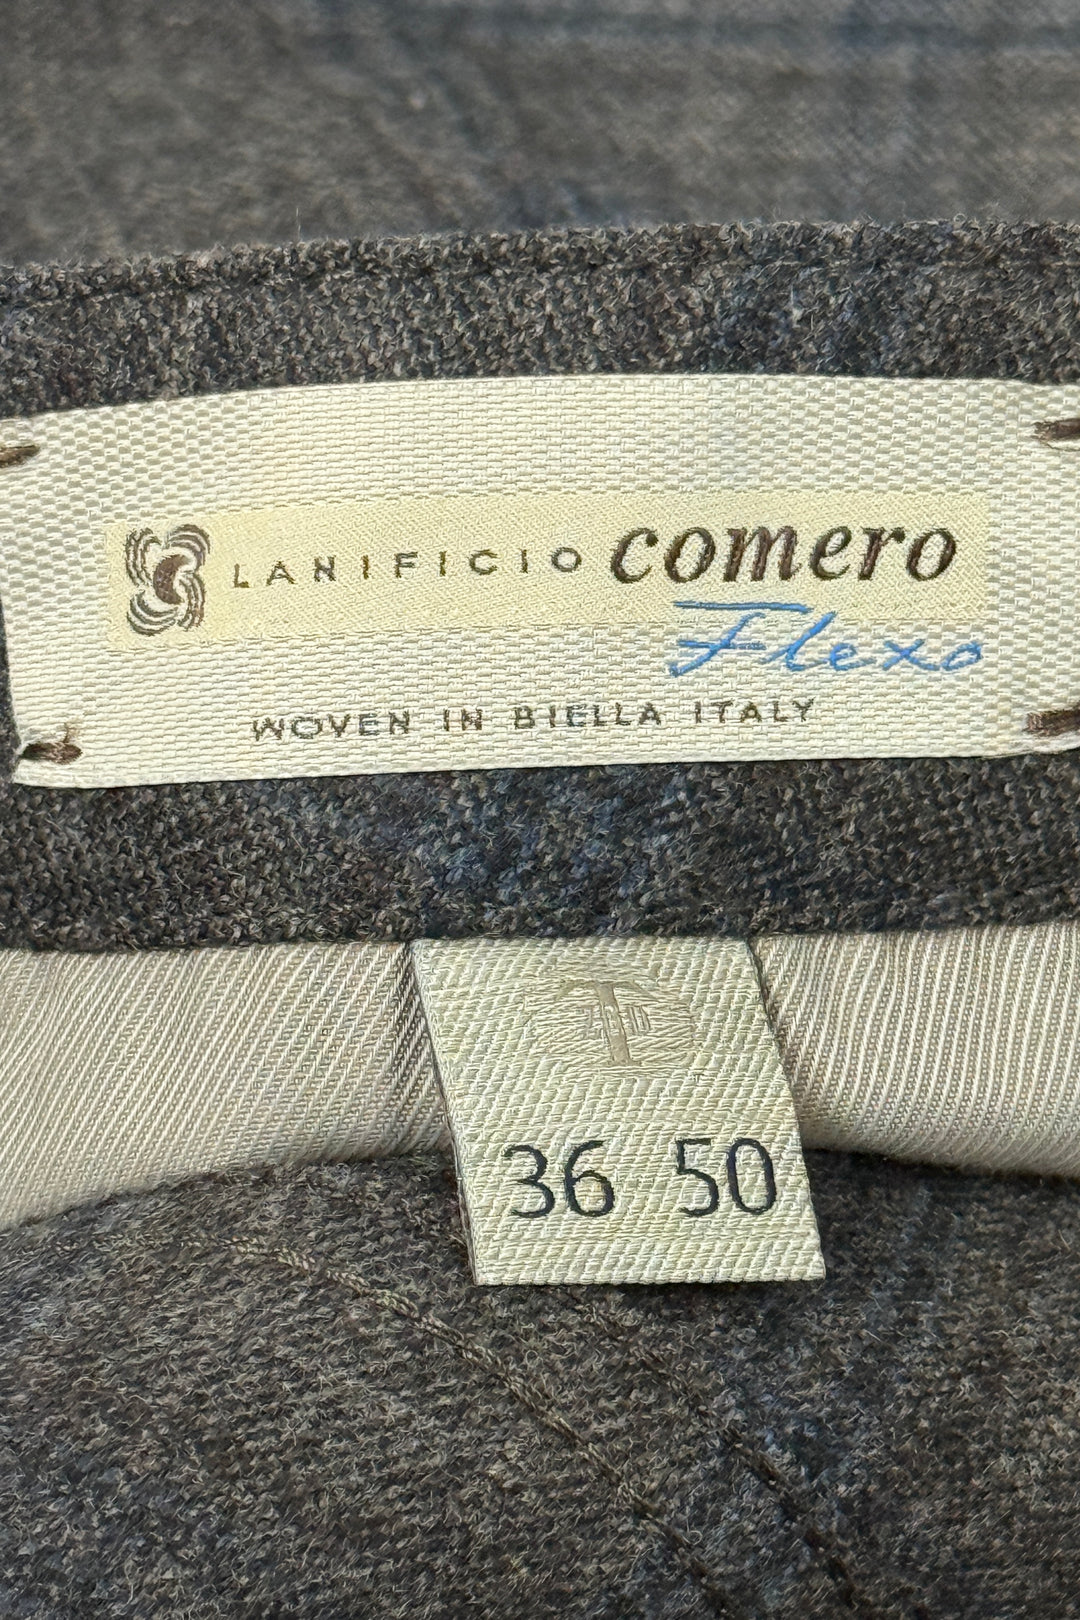 LANIFICIO comero
Flexo
WOVEN IN BIELLA ITALY
T
36 50